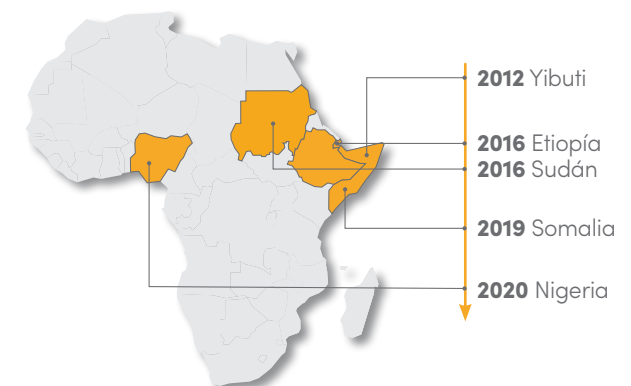 2012 Yibuti
2016 Etiopía
2016 Sudán
2019 Somalia
2020 Nigeria